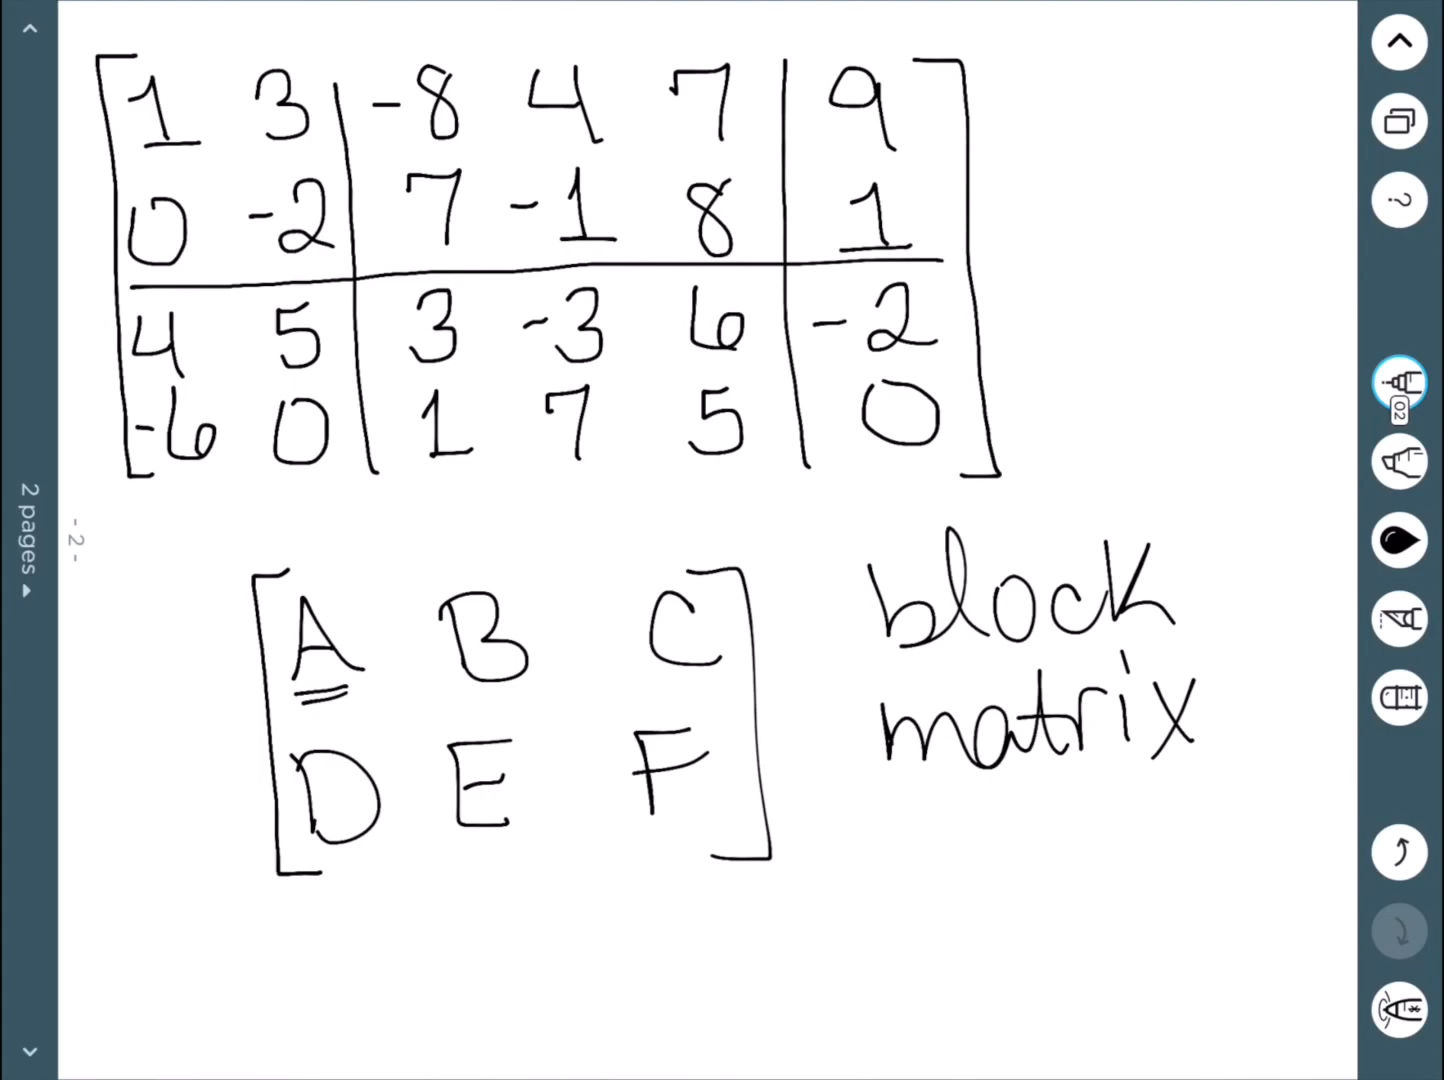 1 3 -8 4 7 9
0 -2 7 -1 8 1
4 5 3 -3 6 -2
-6 0 1 7 5 0
A B C
D E F
block
matrix
2 pages
- 2 -
?
02